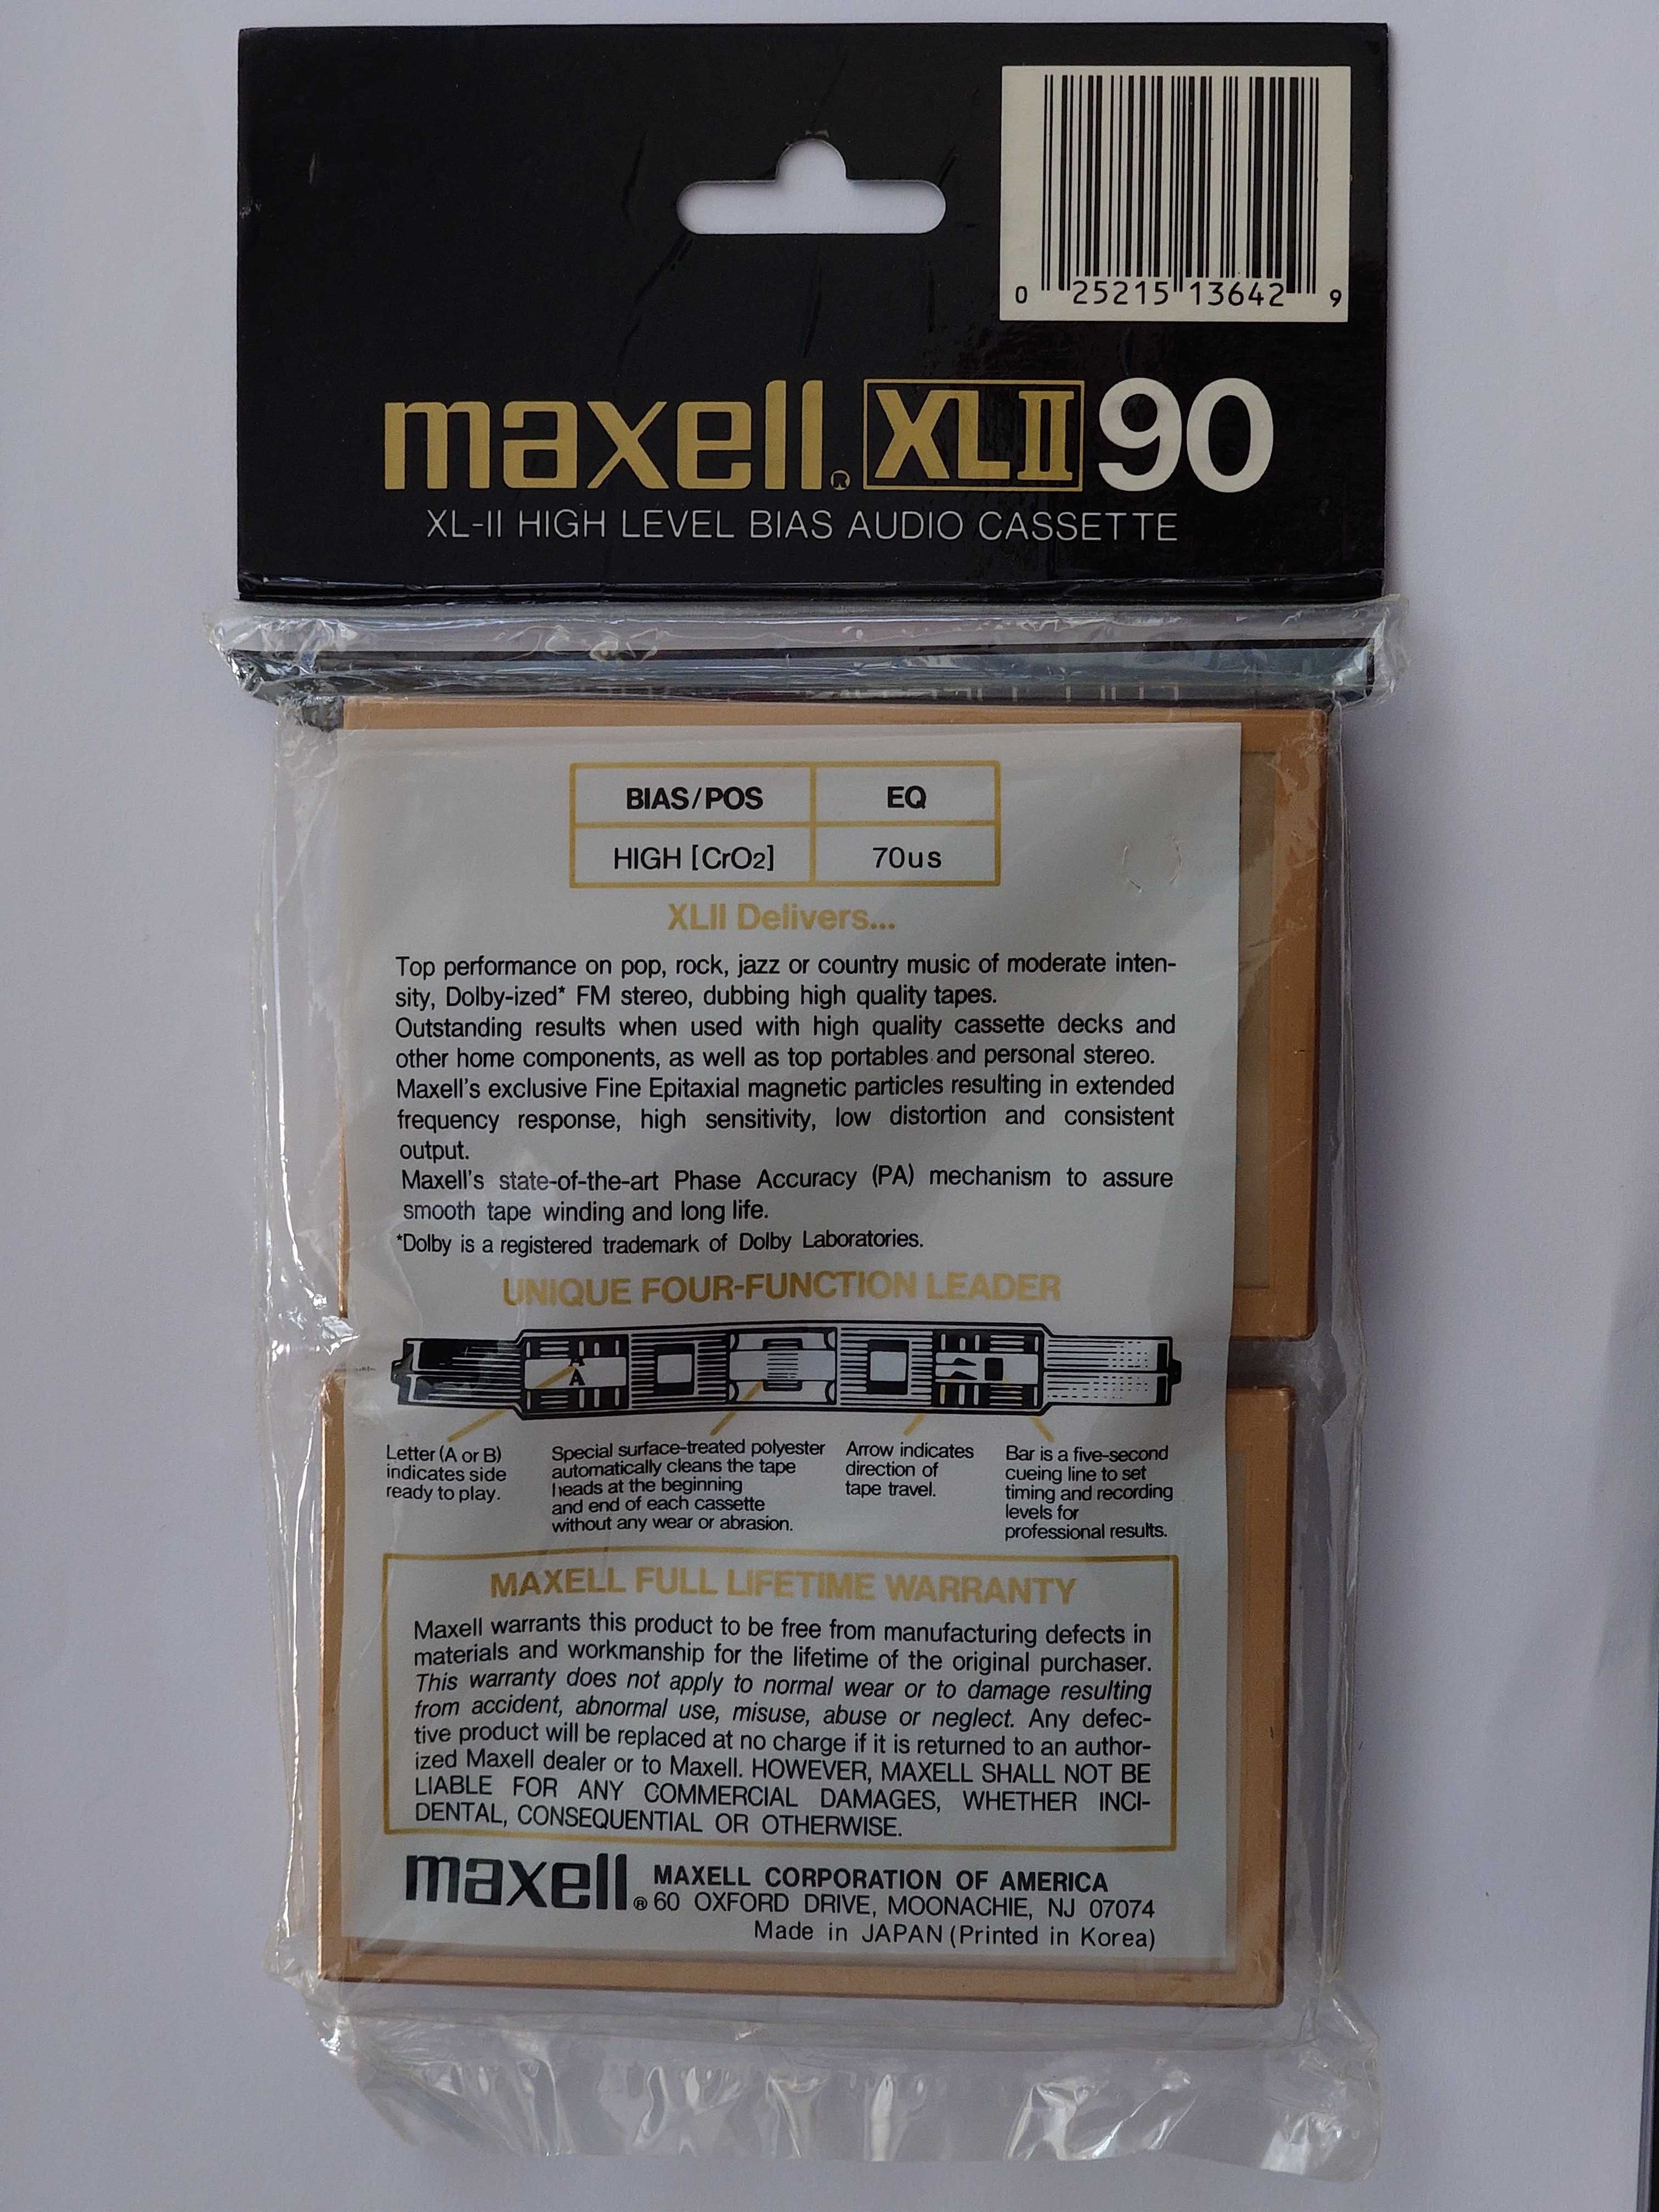 0 25215 13642 9
maxell® XLII 90
XL-II HIGH LEVEL BIAS AUDIO CASSETTE
BIAS/POS EQ
HIGH [CrO2] 70us
XLII Delivers...
Top performance on pop, rock, jazz or country music of moderate inten-
sity, Dolby-ized* FM stereo, dubbing high quality tapes.
Outstanding results when used with high quality cassette decks and
other home components, as well as top portables and personal stereo.
Maxell's exclusive Fine Epitaxial magnetic particles resulting in extended
frequency response, high sensitivity, low distortion and consistent
output.
Maxell's state-of-the-art Phase Accuracy (PA) mechanism to assure
smooth tape winding and long life.
*Dolby is a registered trademark of Dolby Laboratories.
UNIQUE FOUR-FUNCTION LEADER
A
A
Letter (A or B)
indicates side
ready to play.
Special surface-treated polyester
automatically cleans the tape
heads at the beginning
and end of each cassette
without any wear or abrasion.
Arrow indicates
direction of
tape travel.
Bar is a five-second
cueing line to set
timing and recording
levels for
professional results.
MAXELL FULL LIFETIME WARRANTY
Maxell warrants this product to be free from manufacturing defects in
materials and workmanship for the lifetime of the original purchaser.
This warranty does not apply to normal wear or to damage resulting
from accident, abnormal use, misuse, abuse or neglect. Any defec-
tive product will be replaced at no charge if it is returned to an author-
ized Maxell dealer or to Maxell. HOWEVER, MAXELL SHALL NOT BE
LIABLE FOR ANY COMMERCIAL DAMAGES, WHETHER INCI-
DENTAL, CONSEQUENTIAL OR OTHERWISE.
maxell® MAXELL CORPORATION OF AMERICA
60 OXFORD DRIVE, MOONACHIE, NJ 07074
Made in JAPAN (Printed in Korea)